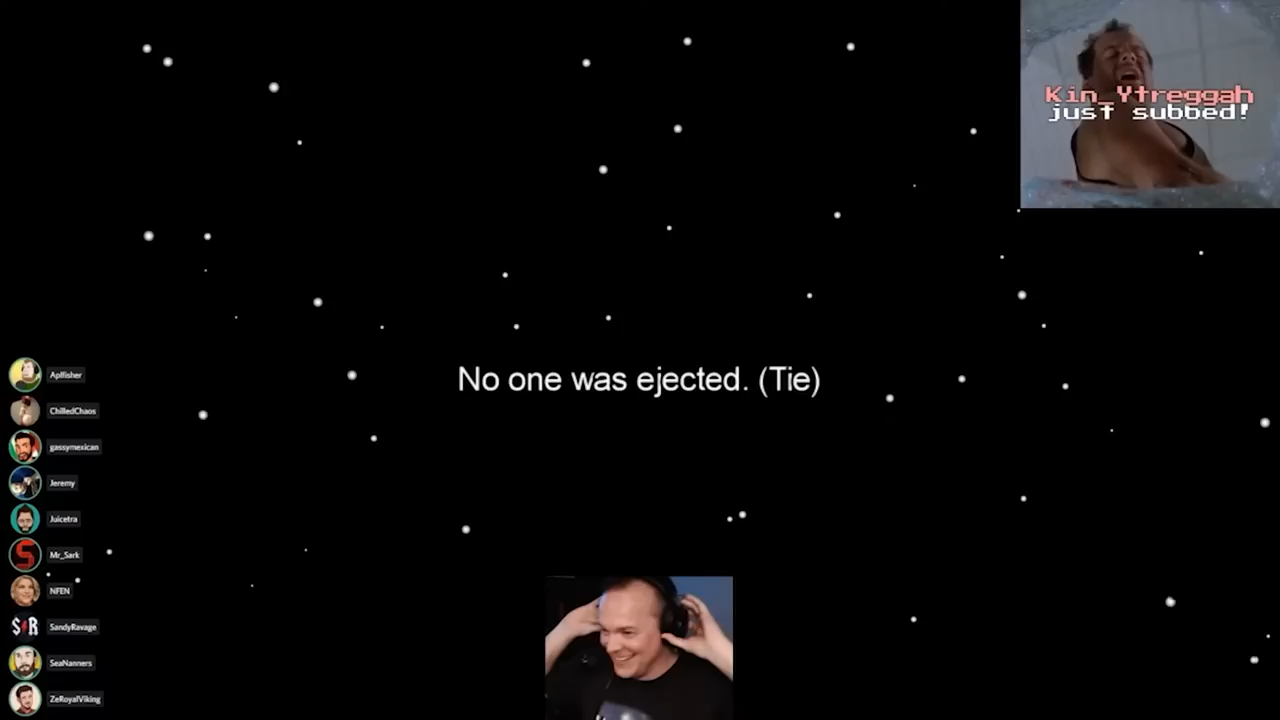 Kin_Ytreggah
just subbed!
No one was ejected. (Tie)
Aplfisher
ChilledChaos
gassymexican
Jeremy
Juicetra
Mr_Sark
NFEN
SandyRavage
SeaNanners
ZeRoyalViking